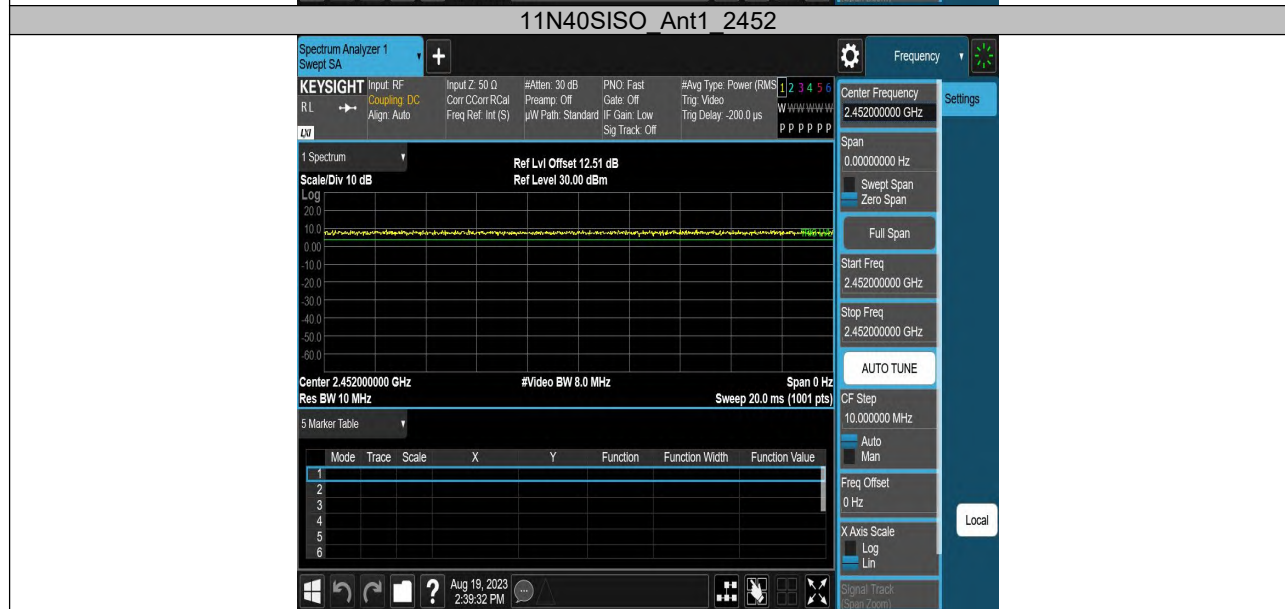 11N40SISO_Ant1_2452
Spectrum Analyzer 1
Swept SA
+
Frequency
KEYSIGHT
RL
LXI
Input: RF
Coupling: DC
Align: Auto
Input Z: 50 Ω
Corr CCorr RCal
Freq Ref: Int (S)
#Atten: 30 dB
Preamp: Off
µW Path: Standard
PNO: Fast
Gate: Off
IF Gain: Low
Sig Track: Off
#Avg Type: Power (RMS
Trig: Video
Trig Delay: -200.0 µs
1 2 3 4 5 6
W W W W W W
P P P P P P
Center Frequency
2.452000000 GHz
Settings
Span
0.00000000 Hz
Swept Span
Zero Span
Full Span
Start Freq
2.452000000 GHz
Stop Freq
2.452000000 GHz
AUTO TUNE
CF Step
10.000000 MHz
Auto
Man
Freq Offset
0 Hz
X Axis Scale
Log
Lin
Signal Track
(Span Zoom)
Local
1 Spectrum
Scale/Div 10 dB
Ref Lvl Offset 12.51 dB
Ref Level 30.00 dBm
Log
20.0
10.0
0.00
-10.0
-20.0
-30.0
-40.0
-50.0
-60.0
Center 2.452000000 GHz
#Video BW 8.0 MHz
Span 0 Hz
Res BW 10 MHz
Sweep 20.0 ms (1001 pts)
5 Marker Table
Mode Trace Scale X Y Function Function Width Function Value
1
2
3
4
5
6
?
Aug 19, 2023
2:39:32 PM